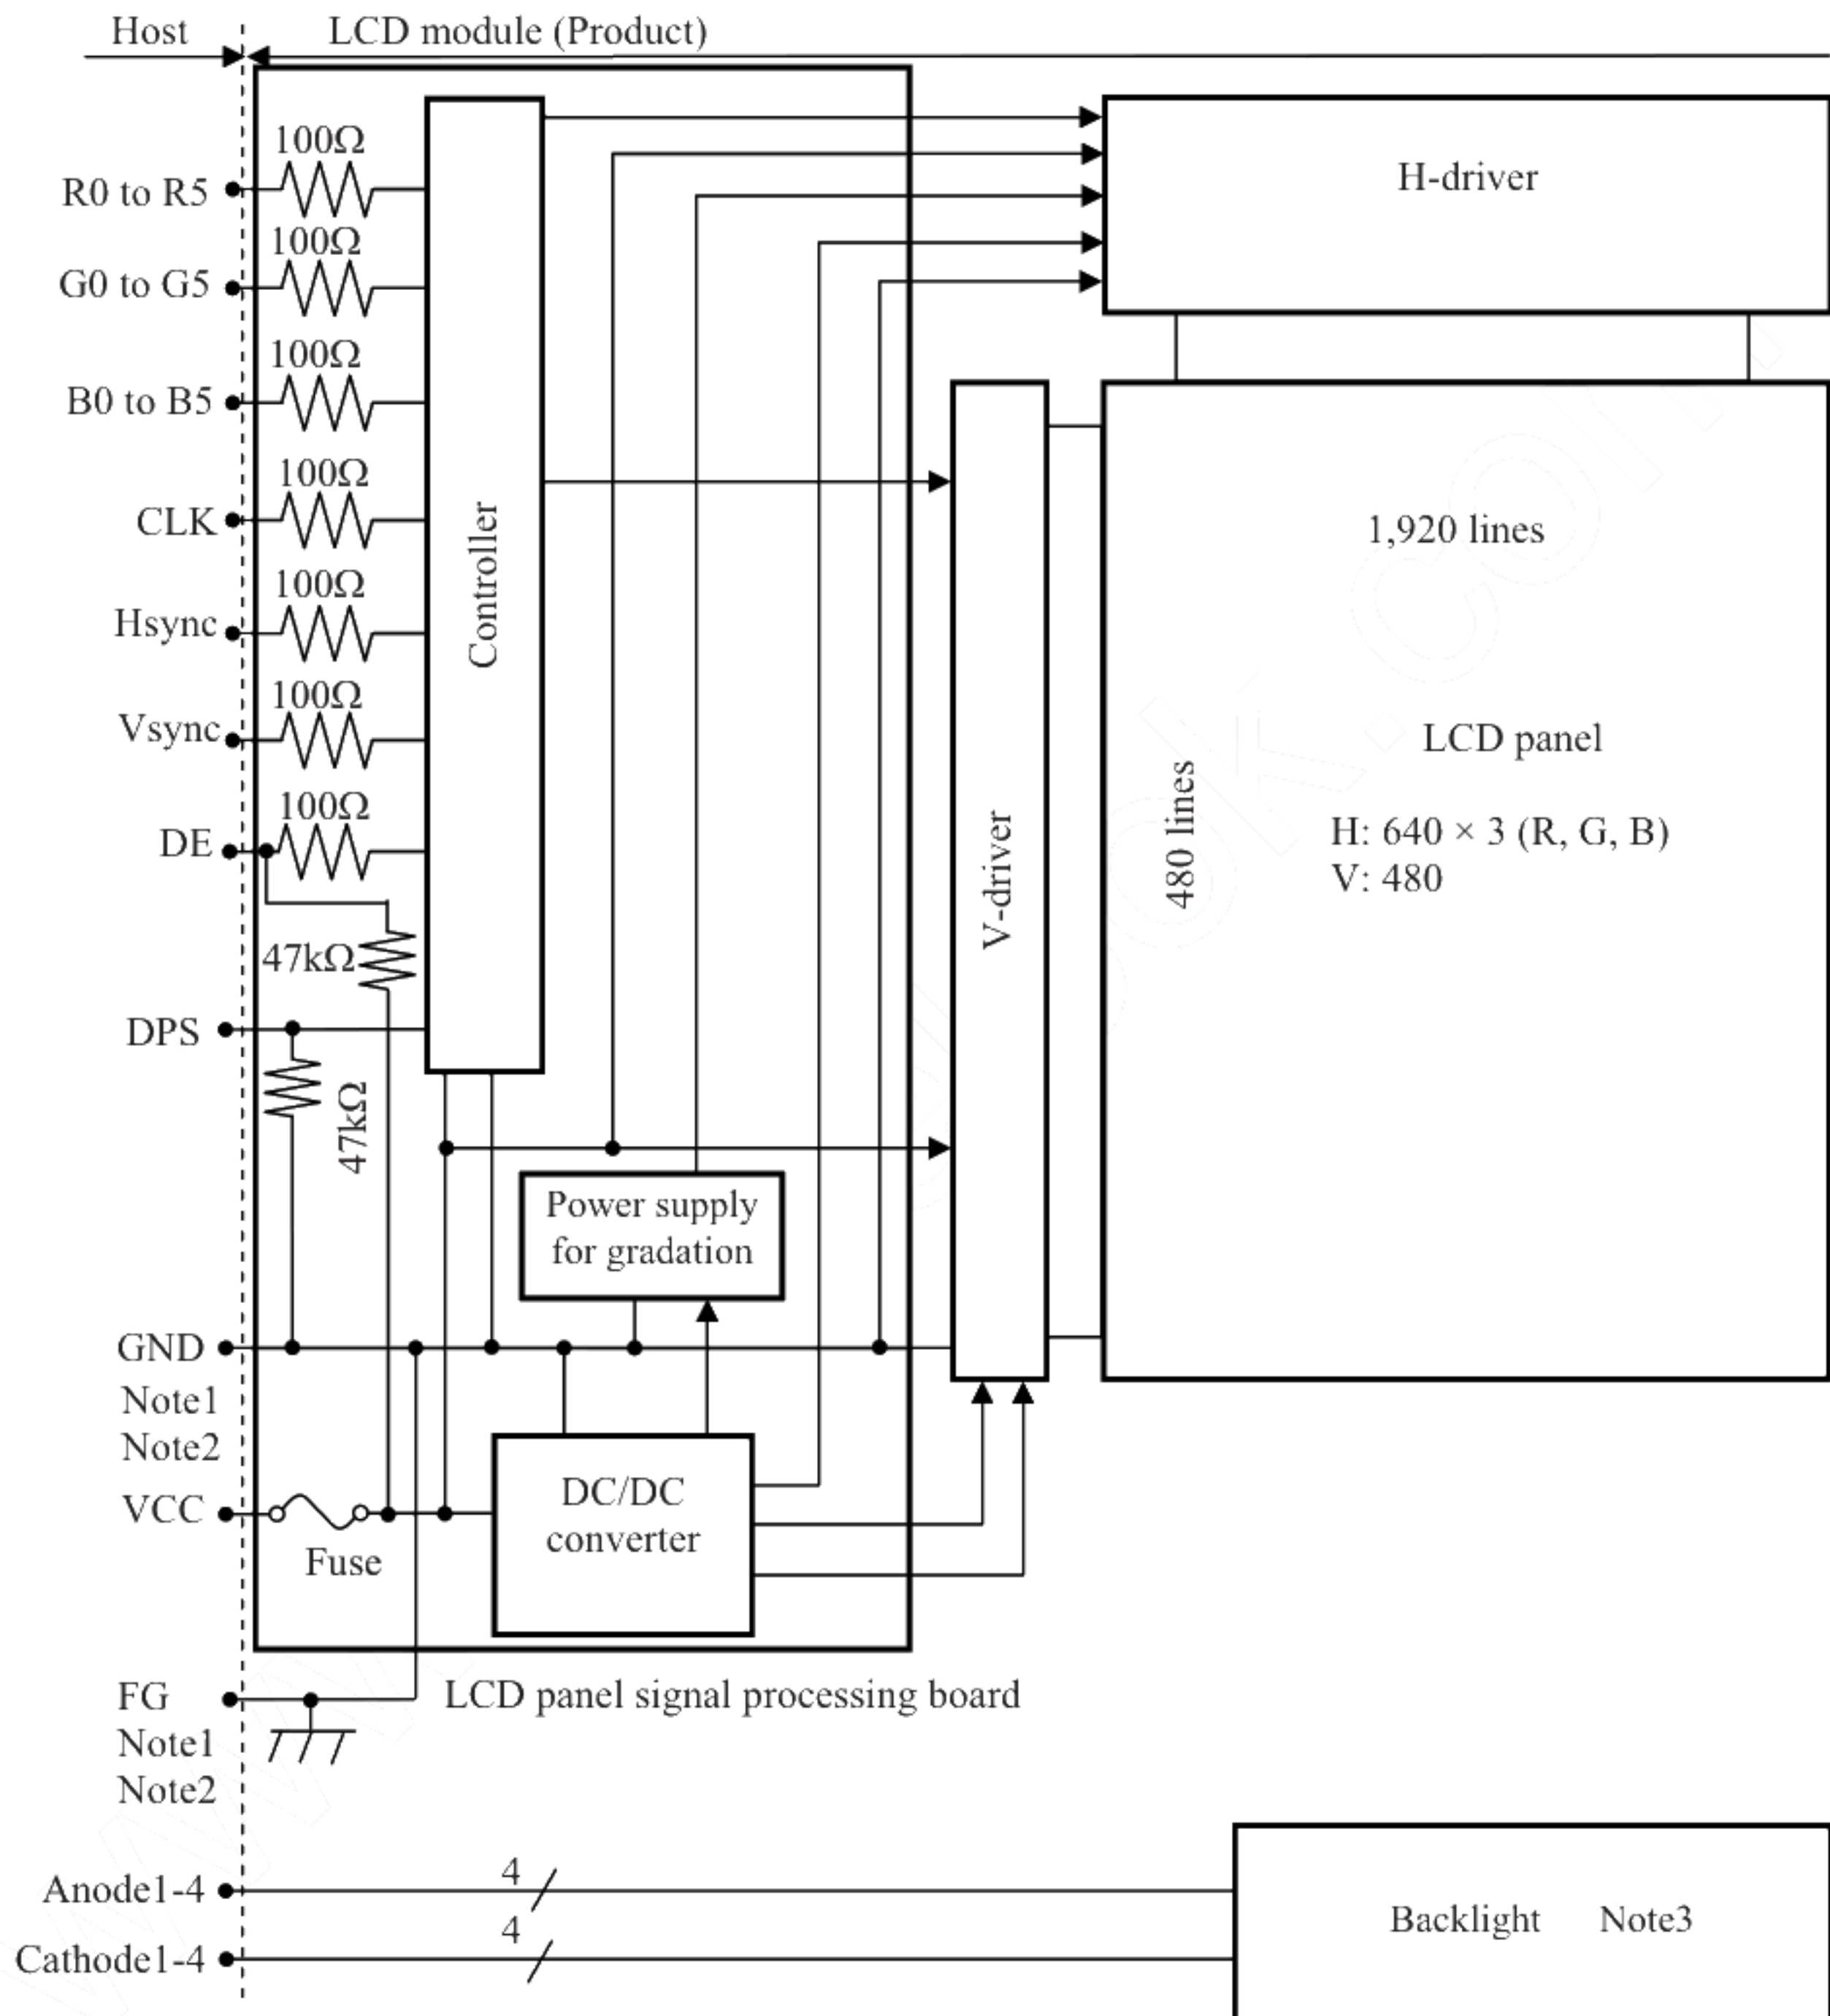 Host
LCD module (Product)
100Ω
R0 to R5
H-driver
100Ω
G0 to G5
100Ω
B0 to B5
100Ω
CLK
1,920 lines
Controller
100Ω
Hsync
100Ω
Vsync
LCD panel
100Ω
DE
V-driver
480 lines
H: 640 × 3 (R, G, B)
V: 480
47kΩ
DPS
47kΩ
Power supply
for gradation
GND
Note1
Note2
VCC
Fuse
DC/DC
converter
FG
Note1
Note2
LCD panel signal processing board
4
Anode1-4
4
Cathode1-4
Backlight Note3